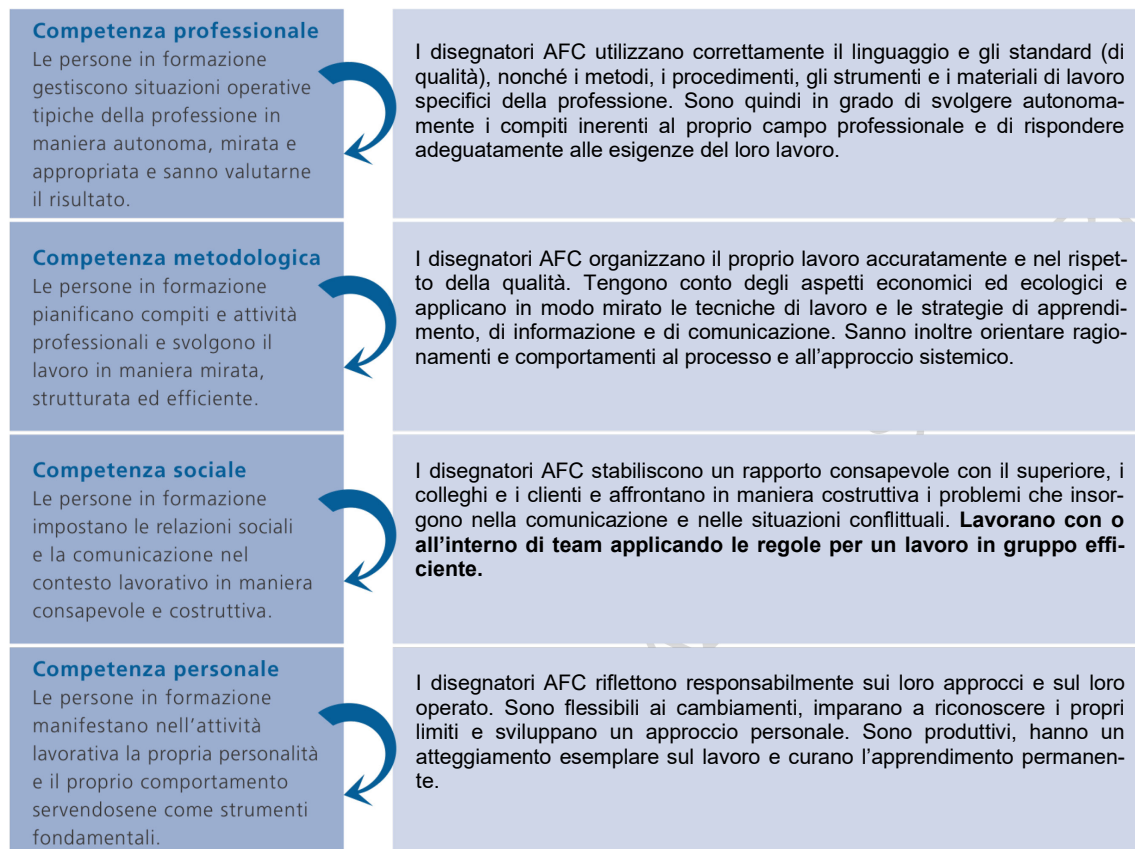 Competenza professionale
Le persone in formazione
gestiscono situazioni operative
tipiche della professione in
maniera autonoma, mirata e
appropriata e sanno valutarne
il risultato.
I disegnatori AFC utilizzano correttamente il linguaggio e gli standard (di
qualità), nonché i metodi, i procedimenti, gli strumenti e i materiali di lavoro
specifici della professione. Sono quindi in grado di svolgere autonoma-
mente i compiti inerenti al proprio campo professionale e di rispondere
adeguatamente alle esigenze del loro lavoro.
Competenza metodologica
Le persone in formazione
pianificano compiti e attività
professionali e svolgono il
lavoro in maniera mirata,
strutturata ed efficiente.
I disegnatori AFC organizzano il proprio lavoro accuratamente e nel rispet-
to della qualità. Tengono conto degli aspetti economici ed ecologici e
applicano in modo mirato le tecniche di lavoro e le strategie di apprendi-
mento, di informazione e di comunicazione. Sanno inoltre orientare ragio-
namenti e comportamenti al processo e all’approccio sistemico.
Competenza sociale
Le persone in formazione
impostano le relazioni sociali
e la comunicazione nel
contesto lavorativo in maniera
consapevole e costruttiva.
I disegnatori AFC stabiliscono un rapporto consapevole con il superiore, i
colleghi e i clienti e affrontano in maniera costruttiva i problemi che insor-
gono nella comunicazione e nelle situazioni conflittuali. Lavorano con o
all’interno di team applicando le regole per un lavoro in gruppo effi-
ciente.
Competenza personale
Le persone in formazione
manifestano nell’attività
lavorativa la propria personalità
e il proprio comportamento
servendosene come strumenti
fondamentali.
I disegnatori AFC riflettono responsabilmente sui loro approcci e sul loro
operato. Sono flessibili ai cambiamenti, imparano a riconoscere i propri
limiti e sviluppano un approccio personale. Sono produttivi, hanno un
atteggiamento esemplare sul lavoro e curano l’apprendimento permanen-
te.